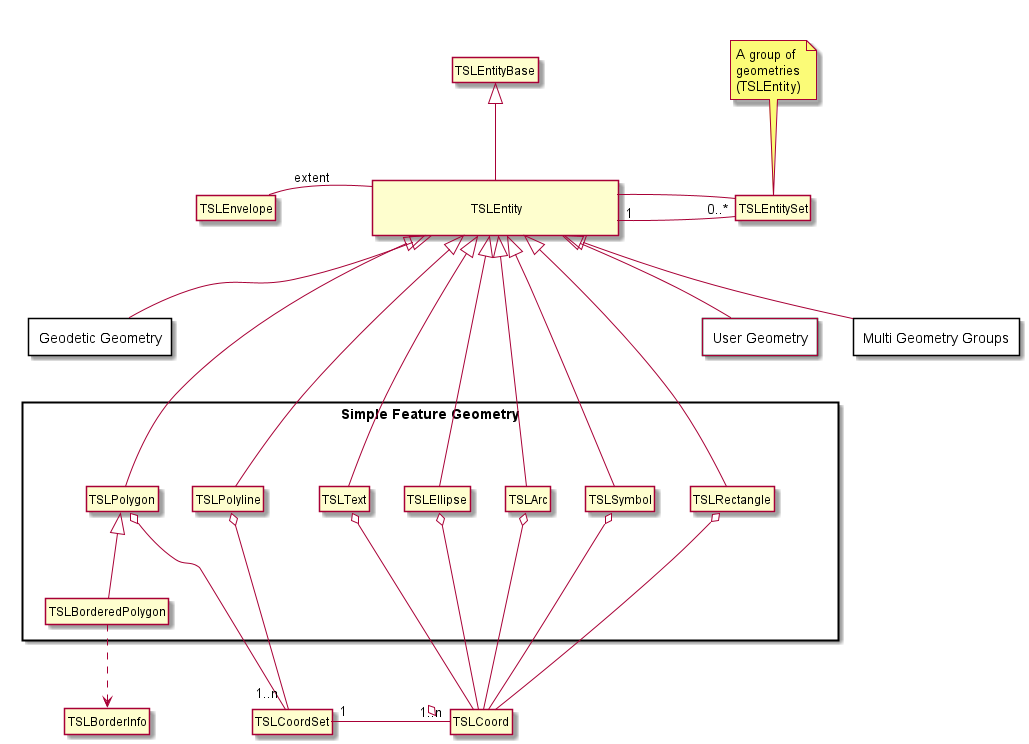 A group of
geometries
(TSLEntity)
TSLEntityBase
extent
TSLEnvelope
TSLEntity
1
0..*
TSLEntitySet
Geodetic Geometry
User Geometry
Multi Geometry Groups
Simple Feature Geometry
TSLPolygon
TSLPolyline
TSLText
TSLEllipse
TSLArc
TSLSymbol
TSLRectangle
TSLBorderedPolygon
1..n
TSLBorderInfo
TSLCoordSet
1
1..n
TSLCoord